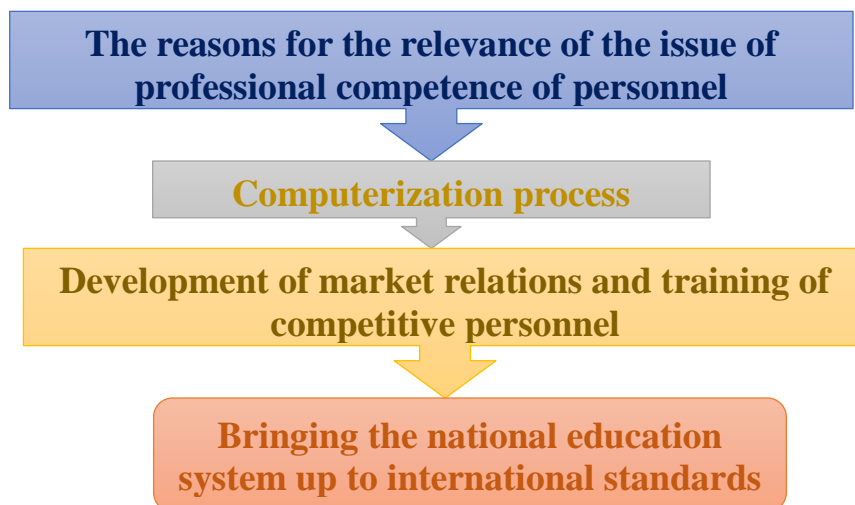 The reasons for the relevance of the issue of
professional competence of personnel
Computerization process
Development of market relations and training of
competitive personnel
Bringing the national education
system up to international standards